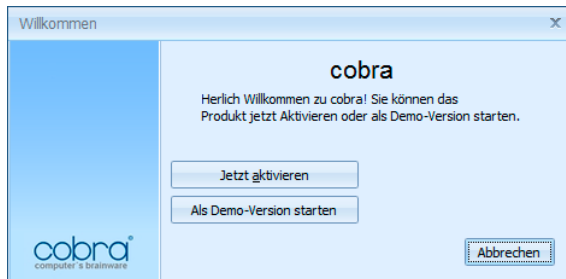 Willkommen
x
cobra
Herlich Willkommen zu cobra! Sie können das
Produkt jetzt Aktivieren oder als Demo-Version starten.
Jetzt aktivieren
Als Demo-Version starten
cobra®
computer's brainware
Abbrechen